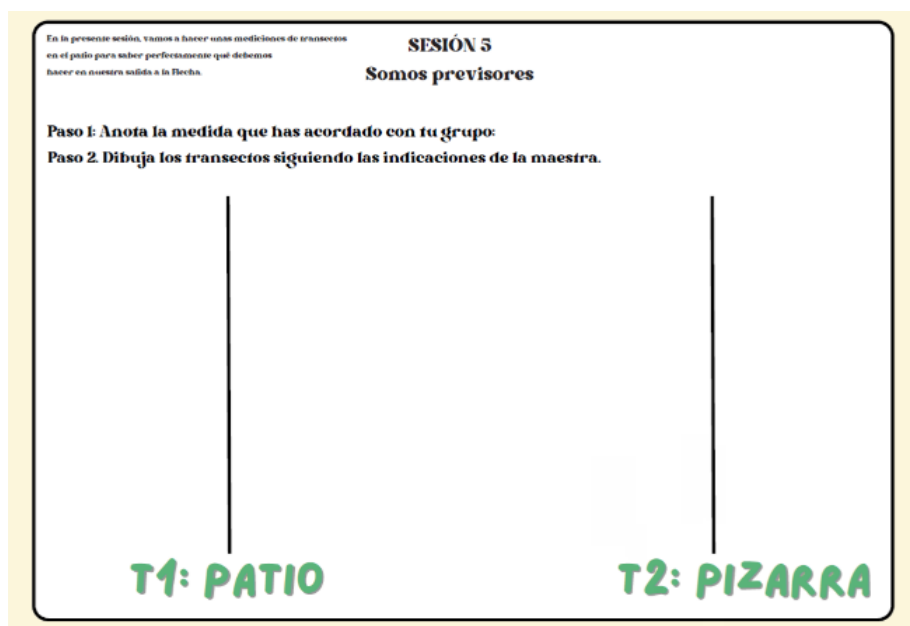 En la presente sesión, vamos a hacer unas mediciones de transectos
en el patio para saber perfectamente qué debemos
hacer en nuestra salida a la Flecha.
SESIÓN 3
Somos previsores
Paso 1: Anota la medida que has acordado con tu grupo:
Paso 2. Dibuja los transectos siguiendo las indicaciones de la maestra.
T1: PATIO
T2: PIZARRA